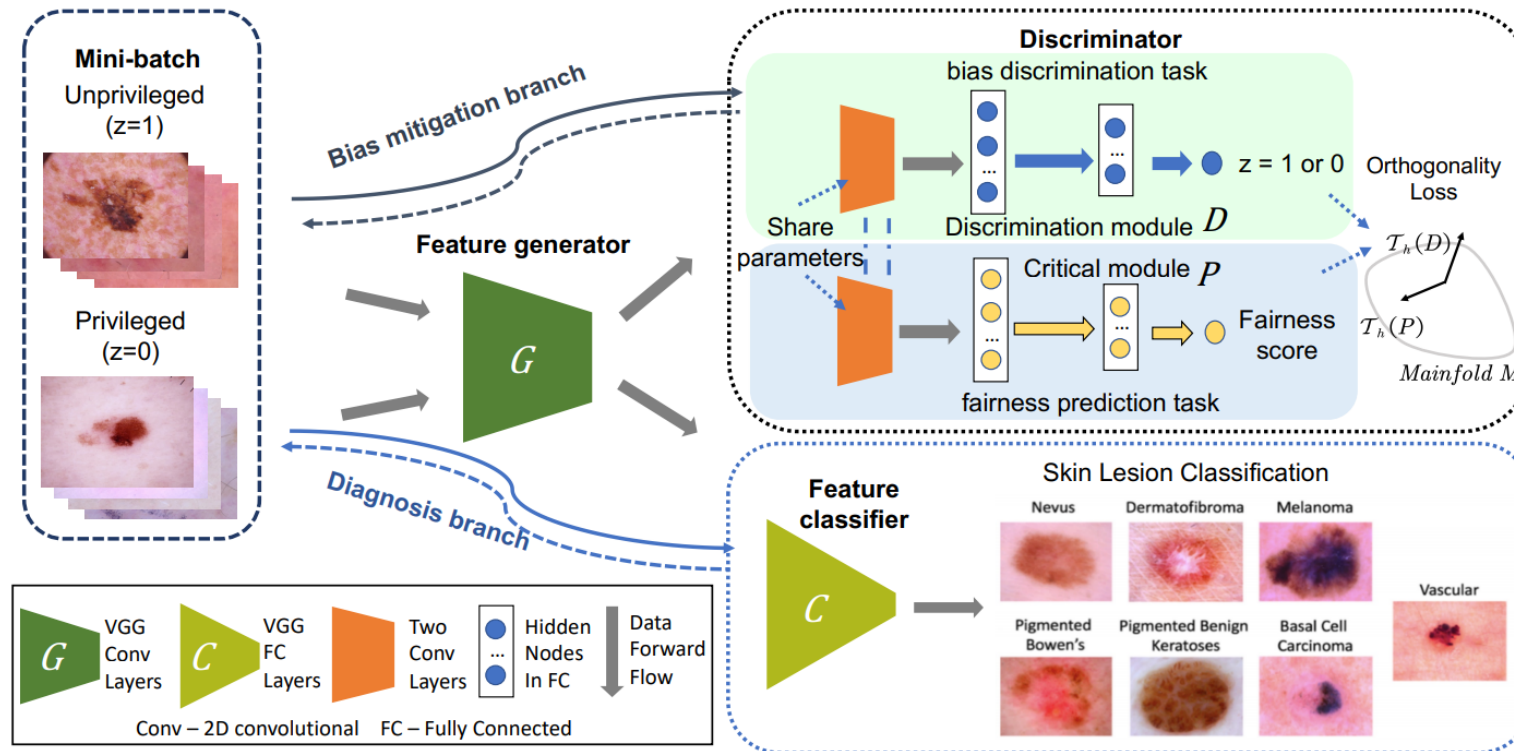 Mini-batch
Unprivileged
(z=1)
Privileged
(z=0)
Bias mitigation branch
Feature generator
G
Diagnosis branch
Discriminator
bias discrimination task
z = 1 or 0
Discrimination module D
Share
parameters
Critical module P
Fairness
score
fairness prediction task
Orthogonality
Loss
𝒯h(D)
𝒯h(P)
Mainfold M
Skin Lesion Classification
Feature
classifier
C
Nevus
Dermatofibroma
Melanoma
Vascular
Pigmented
Bowen's
Pigmented Benign
Keratoses
Basal Cell
Carcinoma
G
VGG
Conv
Layers
C
VGG
FC
Layers
Two
Conv
Layers
Hidden
... Nodes
In FC
Data
Forward
Flow
Conv – 2D convolutional FC – Fully Connected